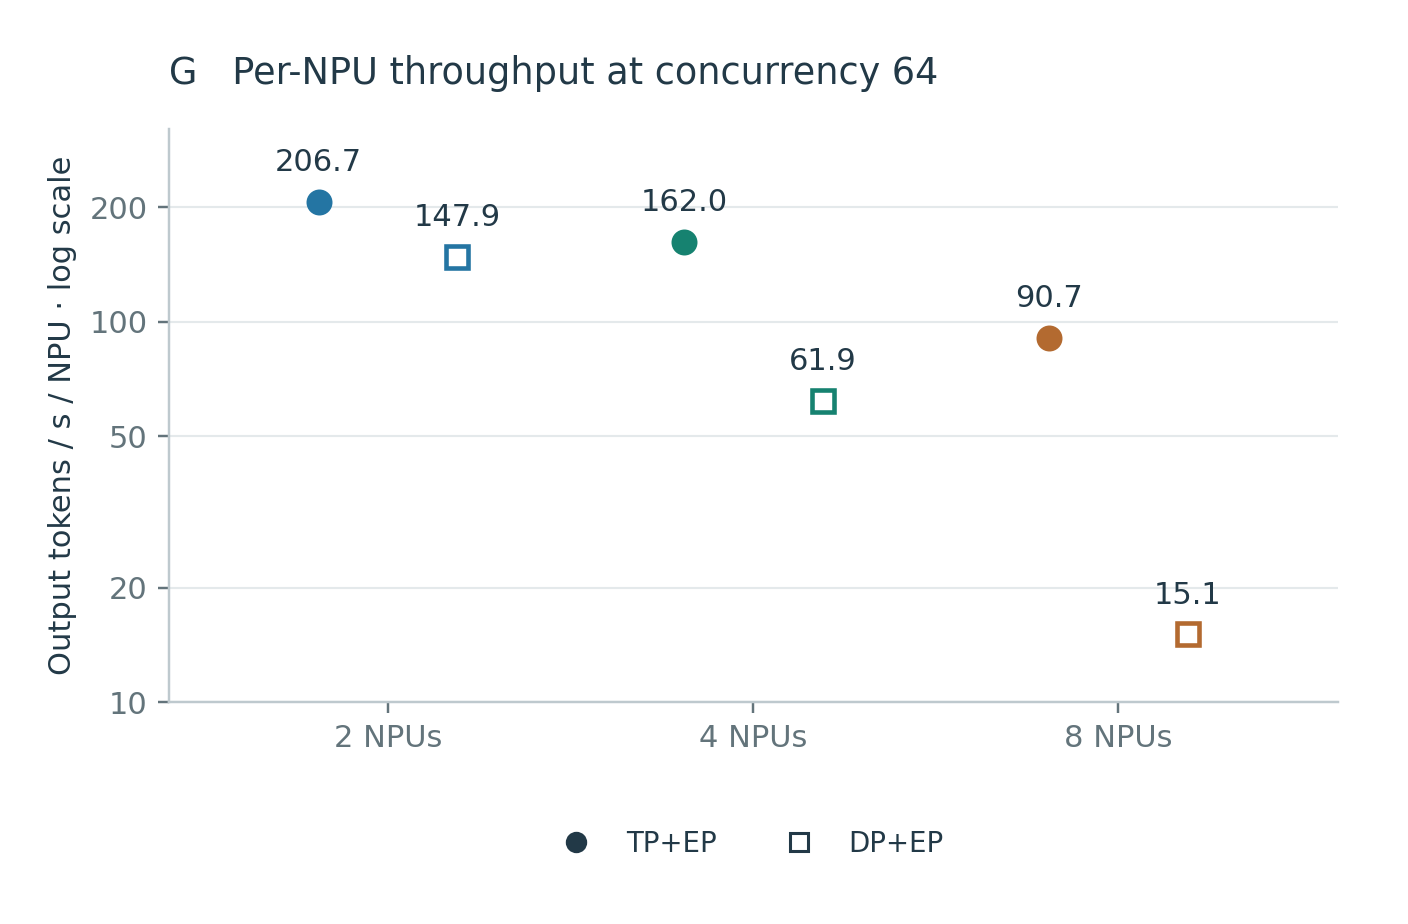 G Per-NPU throughput at concurrency 64
Output tokens / s / NPU · log scale
200
100
50
20
10
206.7
147.9
162.0
61.9
90.7
15.1
2 NPUs
4 NPUs
8 NPUs
TP+EP
DP+EP